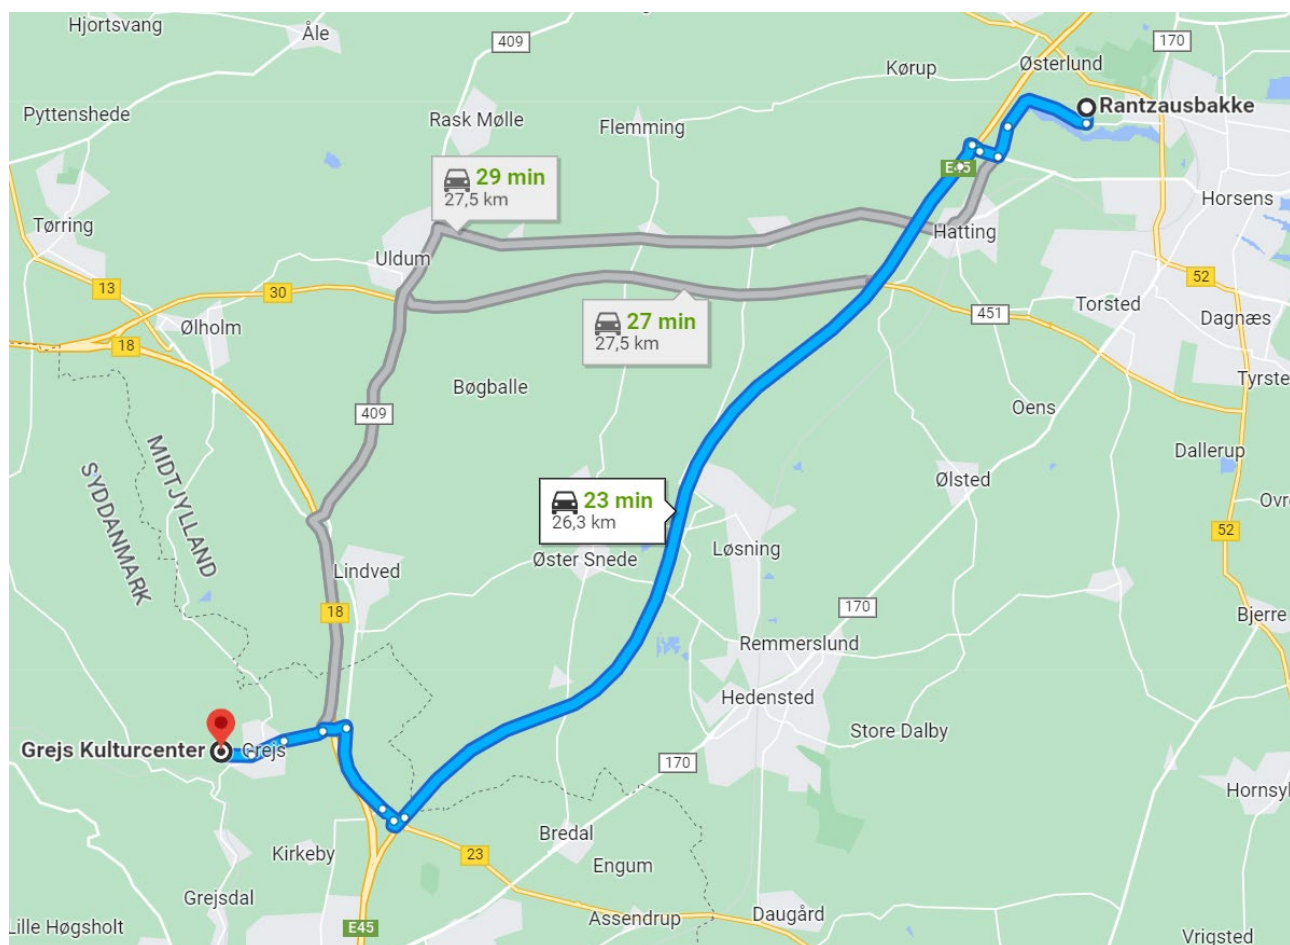 Hjortsvang
Åle
409
170
Østerlund
Kørup
Rantzausbakke
Pyttenshede
Rask Mølle
Flemming
29 min
27,5 km
E45
Horsens
Tørring
Hatting
Uldum
52
13
30
Torsted
451
Ølholm
27 min
27,5 km
Dagnæs
18
Bøgballe
Tyrste
409
Oens
MIDTJYLLAND
SYDDANMARK
Dallerup
Ølsted
23 min
26,3 km
Ovre
52
Løsning
Øster Snede
Lindved
18
170
Bjerre
Remmerslund
Hedensted
Store Dalby
Grejs Kulturcenter
Grejs
170
Hornsyl
Bredal
Kirkeby
23
Engum
Grejsdal
Assendrup
Daugård
Lille Høgsholt
E45
Vrigsted